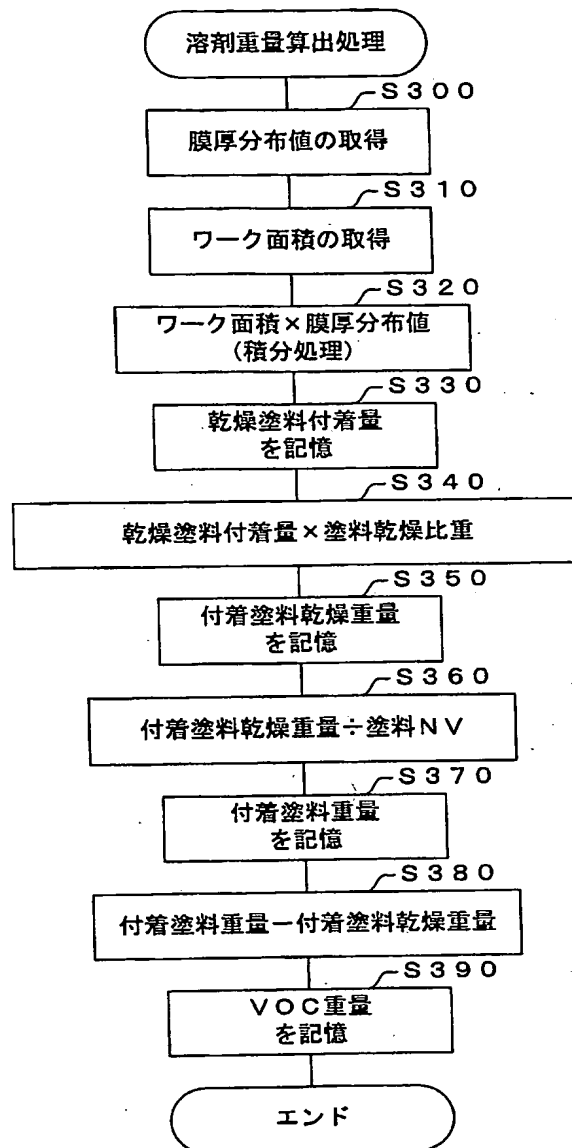 溶剤重量算出処理
S300
膜厚分布値の取得
S310
ワーク面積の取得
S320
ワーク面積×膜厚分布値
(積分処理)
S330
乾燥塗料付着量
を記憶
S340
乾燥塗料付着量×塗料乾燥比重
S350
付着塗料乾燥重量
を記憶
S360
付着塗料乾燥重量÷塗料NV
S370
付着塗料重量
を記憶
S380
付着塗料重量－付着塗料乾燥重量
S390
VOC重量
を記憶
エンド